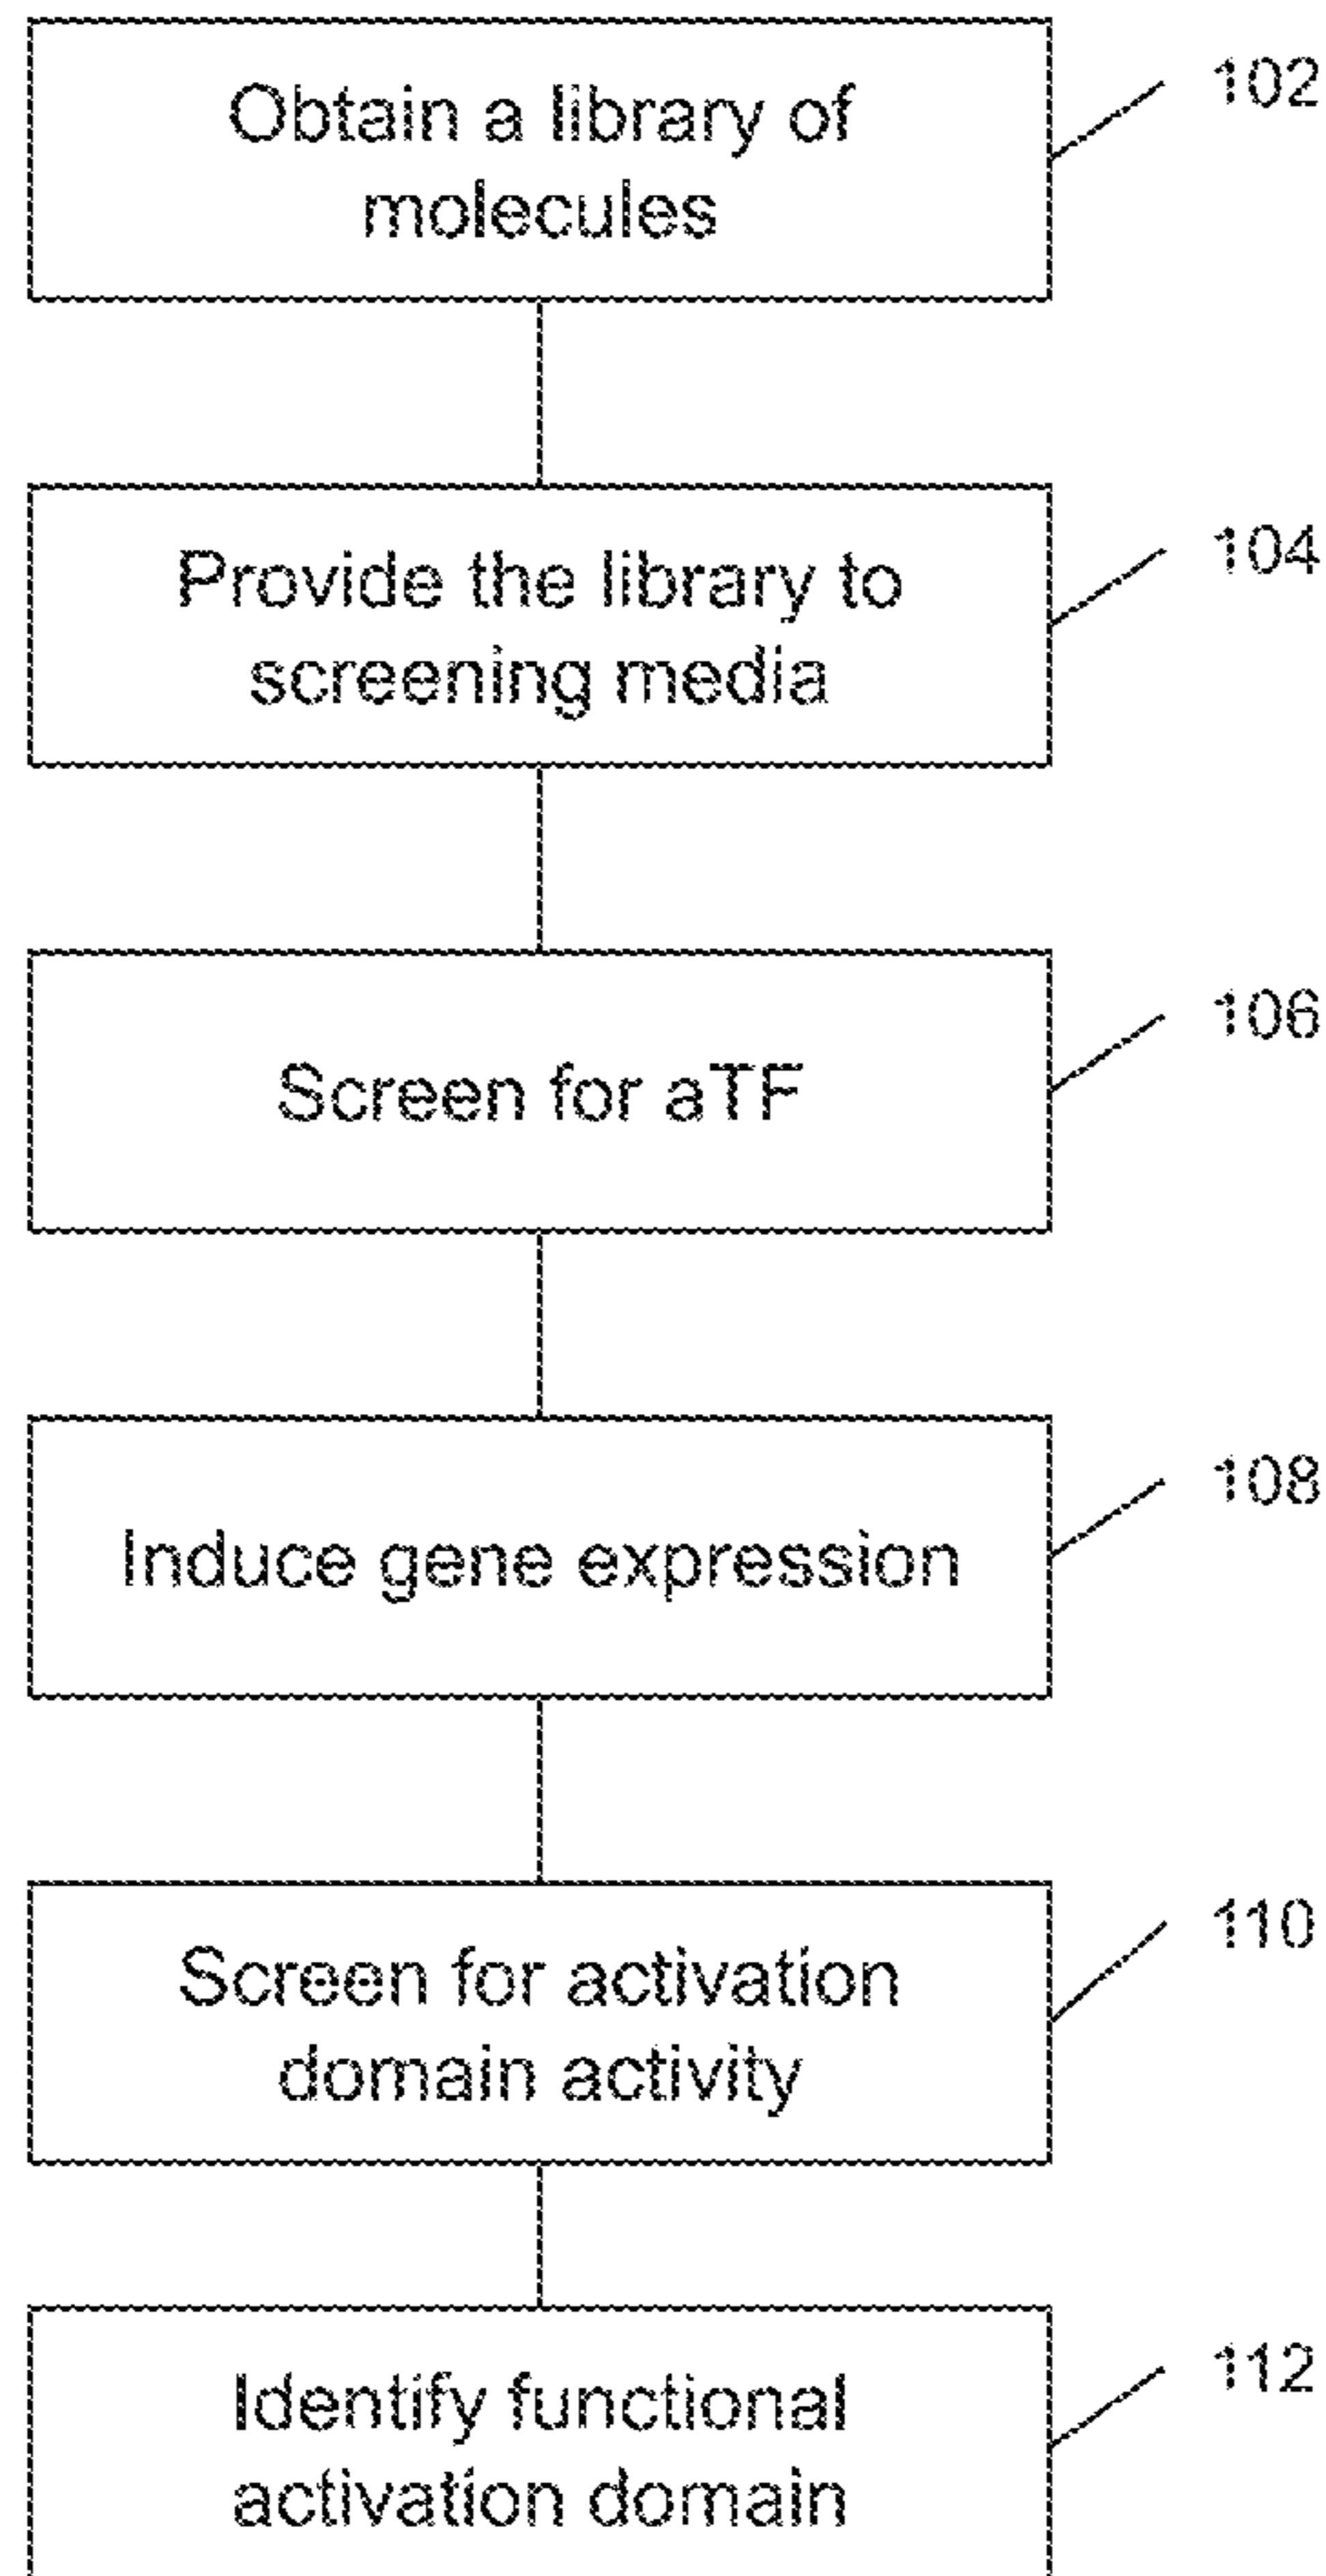 Obtain a library of
molecules
102
Provide the library to
screening media
104
Screen for aTF
106
Induce gene expression
108
Screen for activation
domain activity
110
Identify functional
activation domain
112